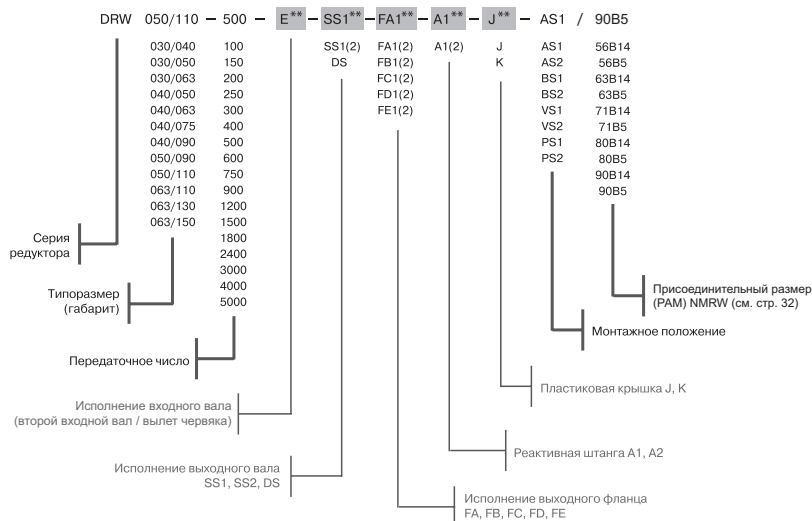 DRW 050/110 – 500 – E** – SS1** – FA1** – A1** – J** – AS1 / 90B5
030/040 100 SS1(2) FA1(2) A1(2) J AS1 56B14
030/050 150 DS FB1(2) K AS2 56B5
030/063 200 FC1(2) BS1 63B14
040/050 250 FD1(2) BS2 63B5
040/063 300 FE1(2) VS1 71B14
040/075 400 VS2 71B5
040/090 500 PS1 80B14
050/090 600 PS2 80B5
050/110 750 90B14
063/110 900 90B5
063/130 1200
063/150 1500
1800
2400
3000
4000
5000
Серия
редуктора
Типоразмер
(габарит)
Передаточное число
Присоединительный размер
(PAM) NMRW (см. стр. 32)
Монтажное положение
Пластиковая крышка J, K
Исполнение входного вала
(второй входной вал / вылет червяка)
Реактивная штанга A1, A2
Исполнение выходного вала
SS1, SS2, DS
Исполнение выходного фланца
FA, FB, FC, FD, FE